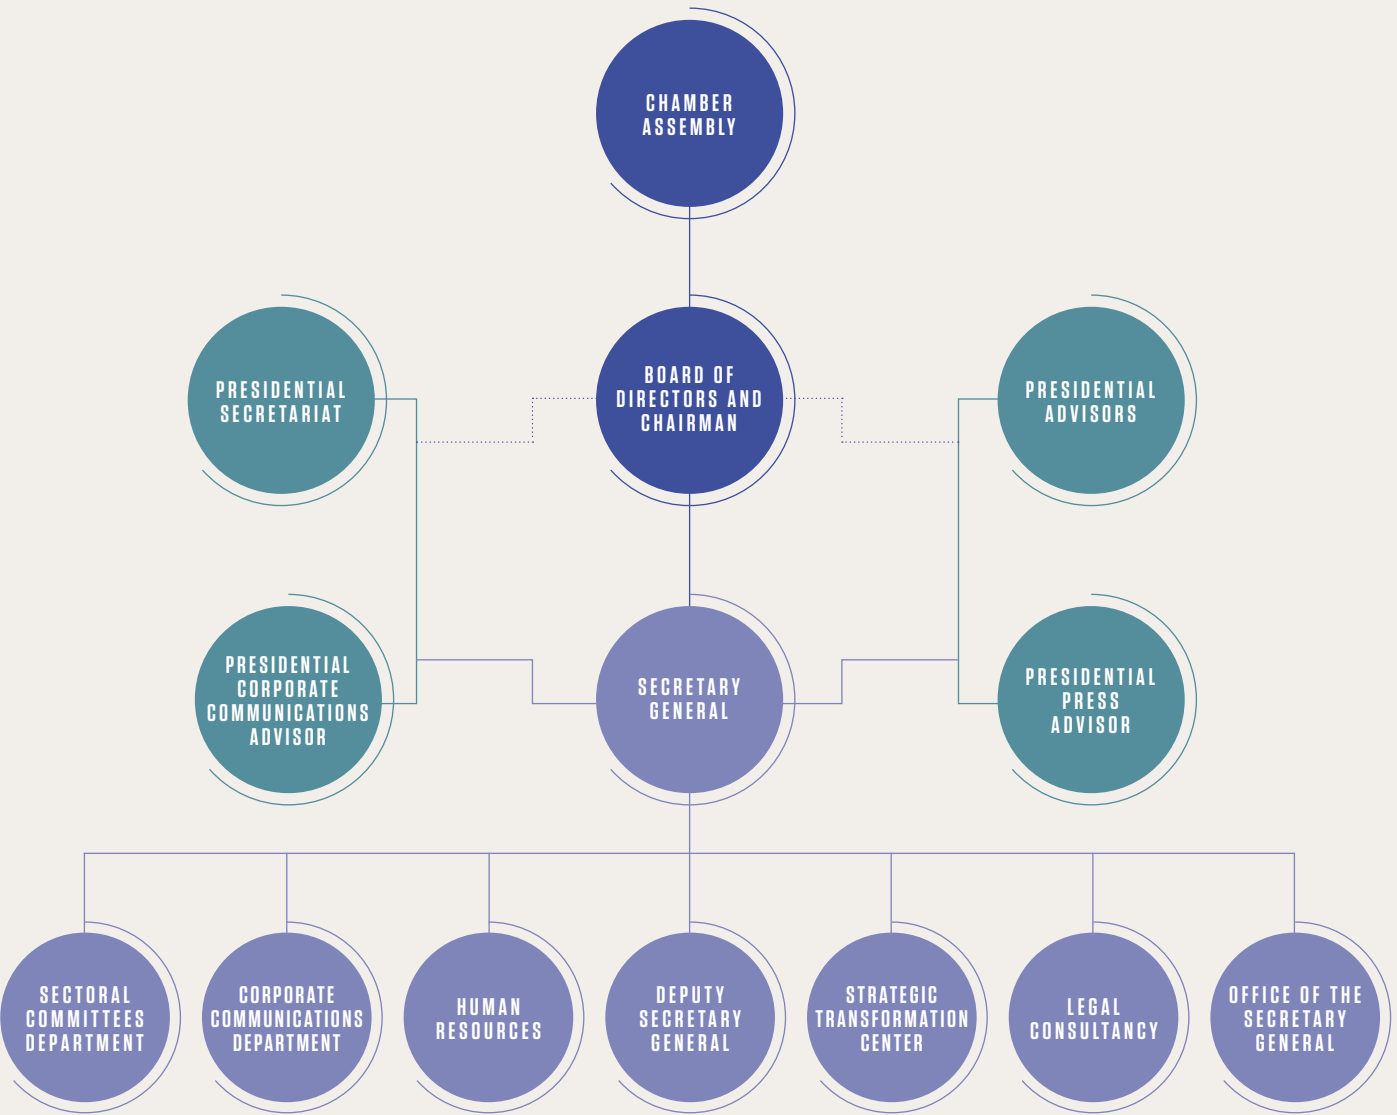 CHAMBER
ASSEMBLY
PRESIDENTIAL
SECRETARIAT
BOARD OF
DIRECTORS AND
CHAIRMAN
PRESIDENTIAL
ADVISORS
PRESIDENTIAL
CORPORATE
COMMUNICATIONS
ADVISOR
SECRETARY
GENERAL
PRESIDENTIAL
PRESS
ADVISOR
SECTORAL
COMMITTEES
DEPARTMENT
CORPORATE
COMMUNICATIONS
DEPARTMENT
HUMAN
RESOURCES
DEPUTY
SECRETARY
GENERAL
STRATEGIC
TRANSFORMATION
CENTER
LEGAL
CONSULTANCY
OFFICE OF THE
SECRETARY
GENERAL